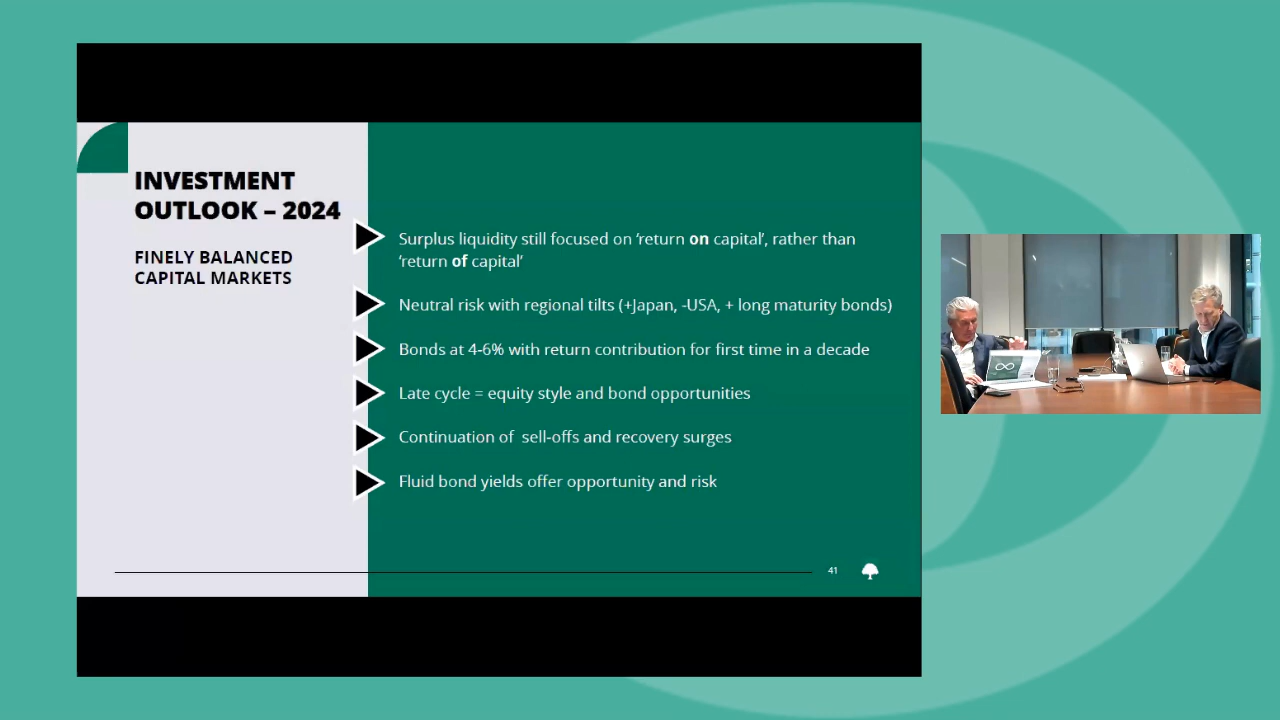 INVESTMENT
OUTLOOK – 2024
FINELY BALANCED
CAPITAL MARKETS
Surplus liquidity still focused on ‘return on capital’, rather than
‘return of capital’
Neutral risk with regional tilts (+Japan, -USA, + long maturity bonds)
Bonds at 4-6% with return contribution for first time in a decade
Late cycle = equity style and bond opportunities
Continuation of  sell-offs and recovery surges
Fluid bond yields offer opportunity and risk
41